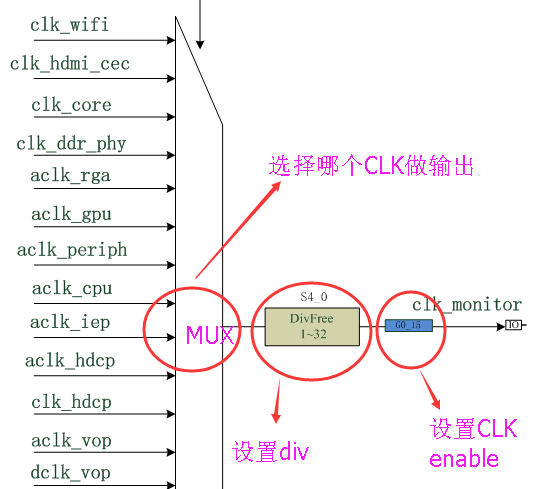 clk_wifi
clk_hdmi_cec
clk_core
clk_ddr_phy
选择哪个CLK做输出
aclk_rga
aclk_gpu
aclk_periph
aclk_cpu
S4_0
clk_monitor
aclk_iep
MUX
DivFree
1~32
G0_15
IO
aclk_hdcp
clk_hdcp
设置div
设置CLK
enable
aclk_vop
dclk_vop